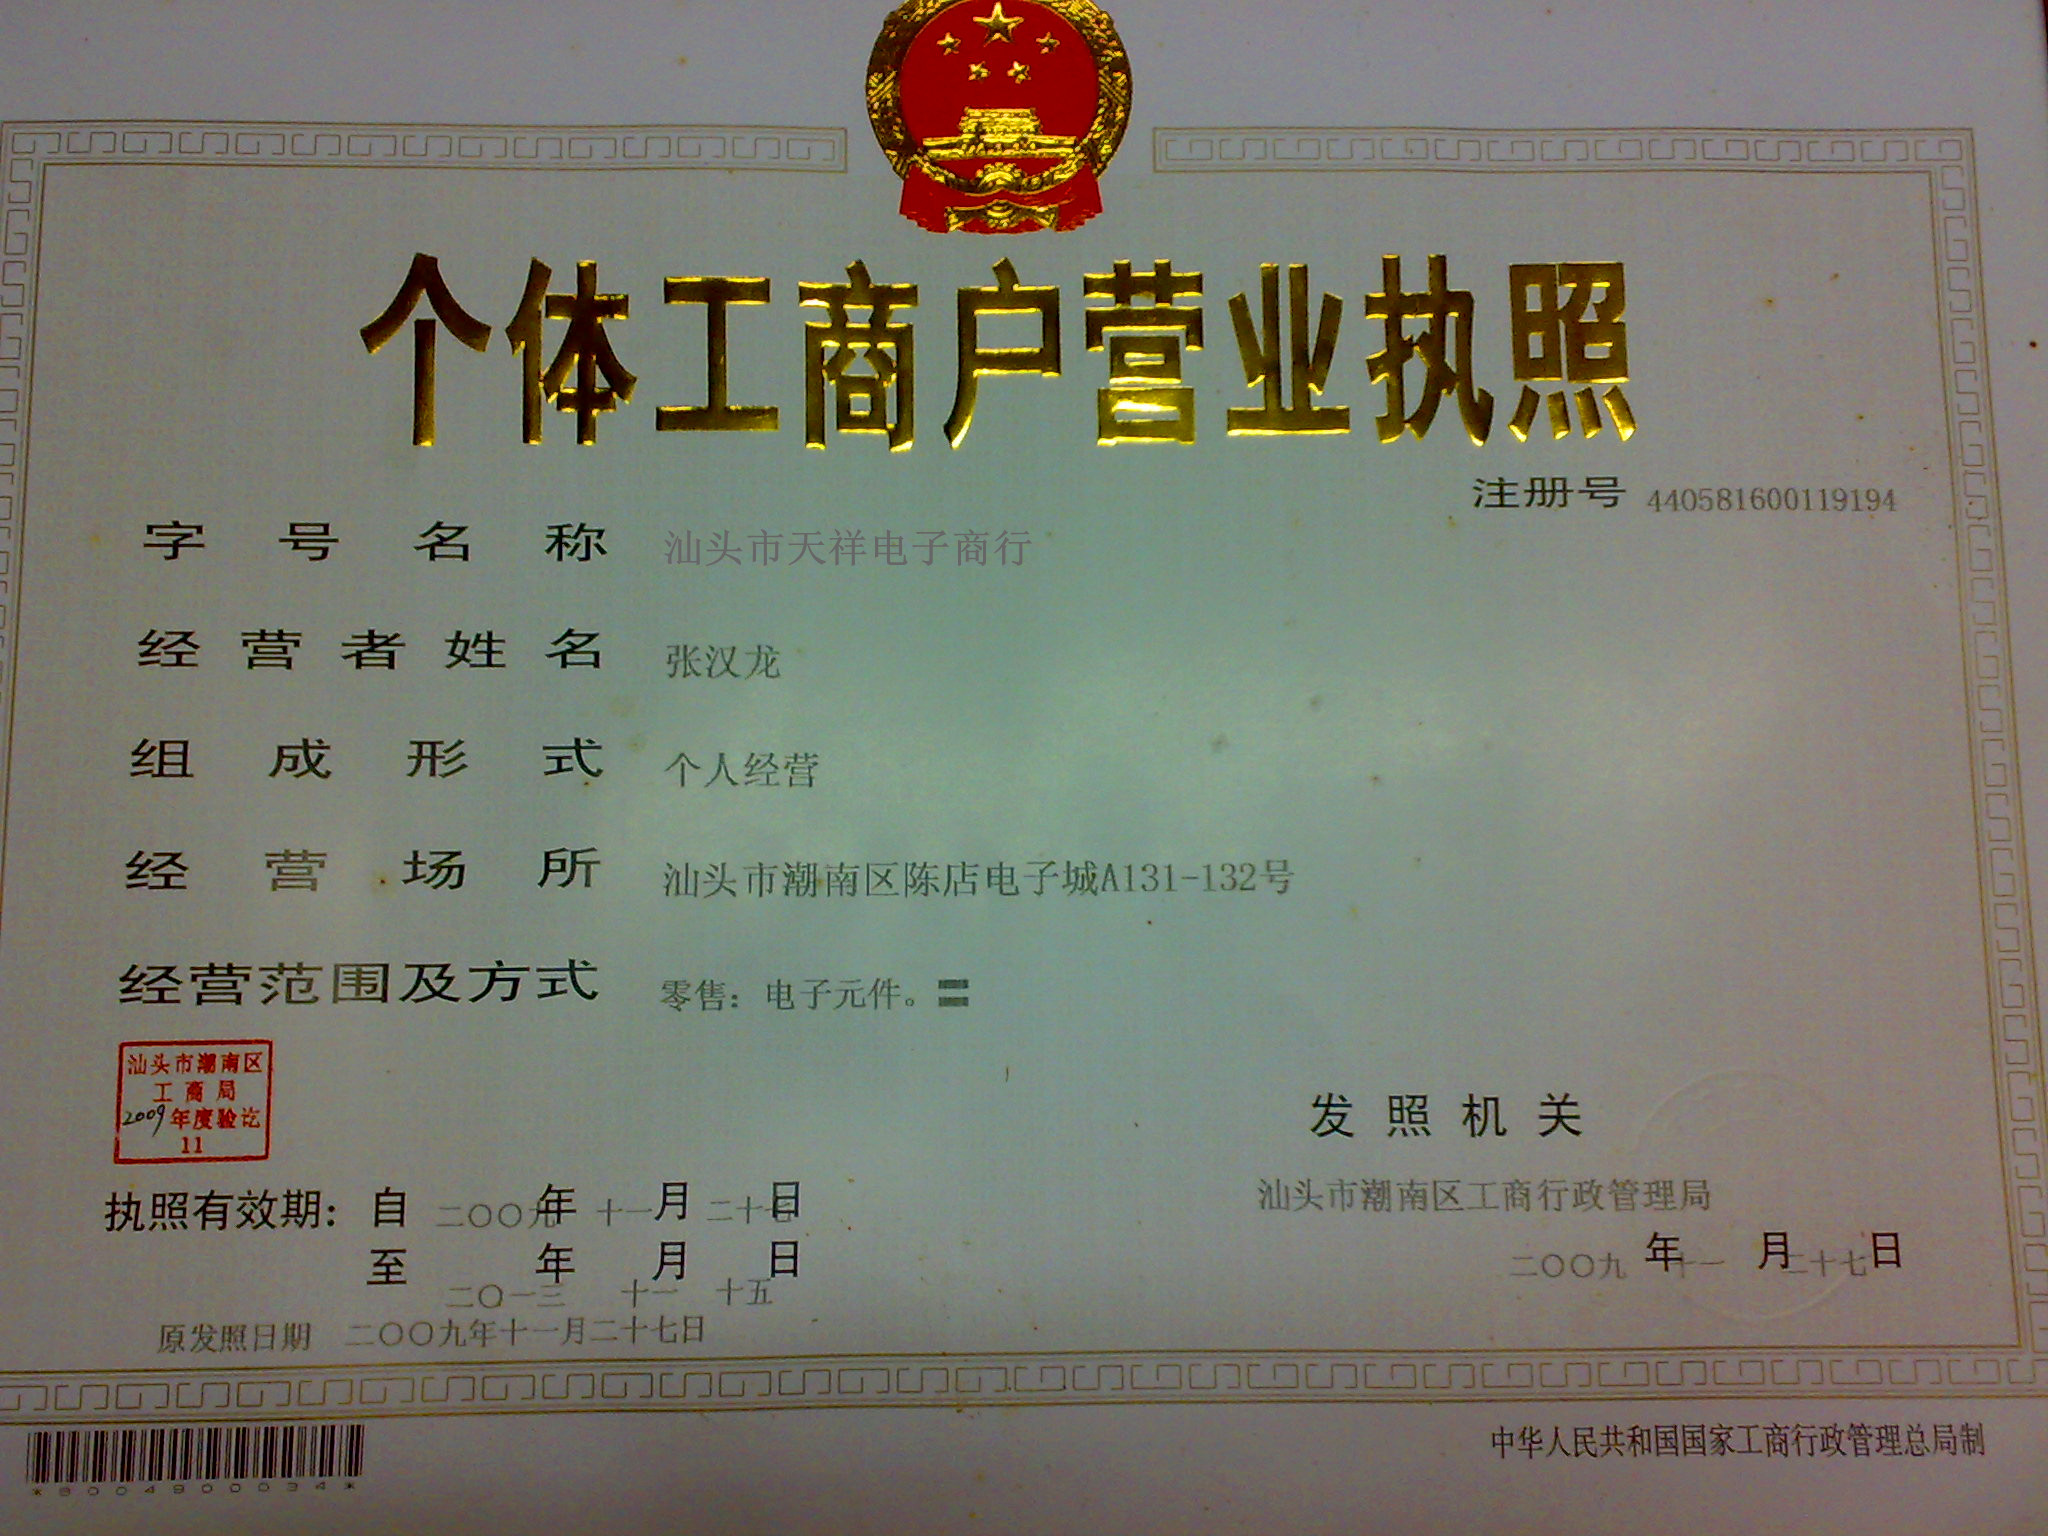 个体工商户营业执照
注册号 440581600119194
字号名称 汕头市天祥电子商行
经营者姓名 张汉龙
组成形式 个人经营
经营场所 汕头市潮南区陈店电子城A131-132号
经营范围及方式 零售：电子元件。〓
汕头市潮南区
工商局
2009年度验讫
11
发照机关
汕头市潮南区工商行政管理局
二〇〇九年十一月二十七日
执照有效期：自二〇〇九年十一月二十七日
至二〇一三年十一月十五日
原发照日期 二〇〇九年十一月二十七日
*8004900034*
中华人民共和国国家工商行政管理总局制